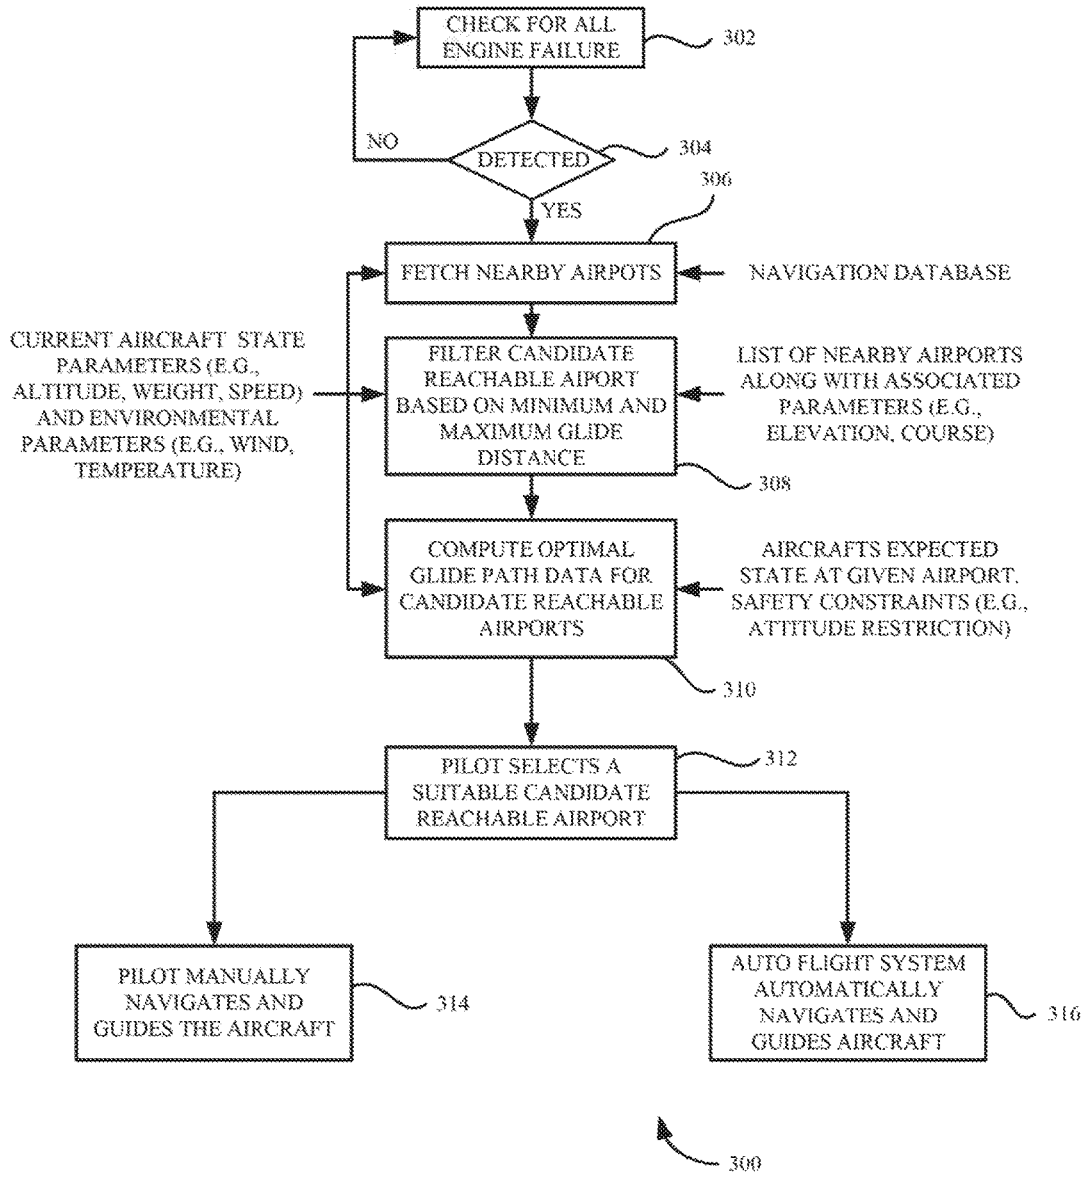 CHECK FOR ALL
ENGINE FAILURE
302
NO
DETECTED
304
306
YES
FETCH NEARBY AIRPOTS
NAVIGATION DATABASE
CURRENT AIRCRAFT STATE
PARAMETERS (E.G.,
ALTITUDE, WEIGHT, SPEED)
AND ENVIRONMENTAL
PARAMETERS (E.G., WIND,
TEMPERATURE)
FILTER CANDIDATE
REACHABLE AIPORT
BASED ON MINIMUM AND
MAXIMUM GLIDE
DISTANCE
LIST OF NEARBY AIRPORTS
ALONG WITH ASSOCIATED
PARAMETERS (E.G.,
ELEVATION, COURSE)
308
COMPUTE OPTIMAL
GLIDE PATH DATA FOR
CANDIDATE REACHABLE
AIRPORTS
AIRCRAFTS EXPECTED
STATE AT GIVEN AIRPORT.
SAFETY CONSTRAINTS (E.G.,
ATTITUDE RESTRICTION)
310
PILOT SELECTS A
SUITABLE CANDIDATE
REACHABLE AIRPORT
312
PILOT MANUALLY
NAVIGATES AND
GUIDES THE AIRCRAFT
314
AUTO FLIGHT SYSTEM
AUTOMATICALLY
NAVIGATES AND
GUIDES AIRCRAFT
316
300